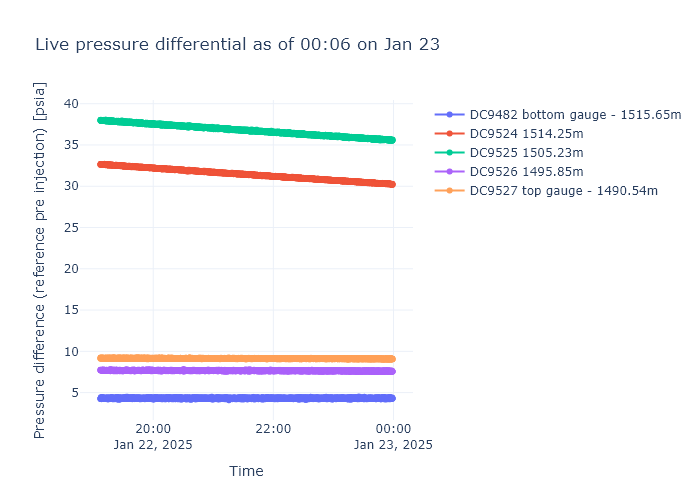 Live pressure differential as of 00:06 on Jan 23
Pressure difference (reference pre injection) [psia]
40
35
30
25
20
15
10
5
20:00
Jan 22, 2025
22:00
00:00
Jan 23, 2025
Time
DC9482 bottom gauge - 1515.65m
DC9524 1514.25m
DC9525 1505.23m
DC9526 1495.85m
DC9527 top gauge - 1490.54m